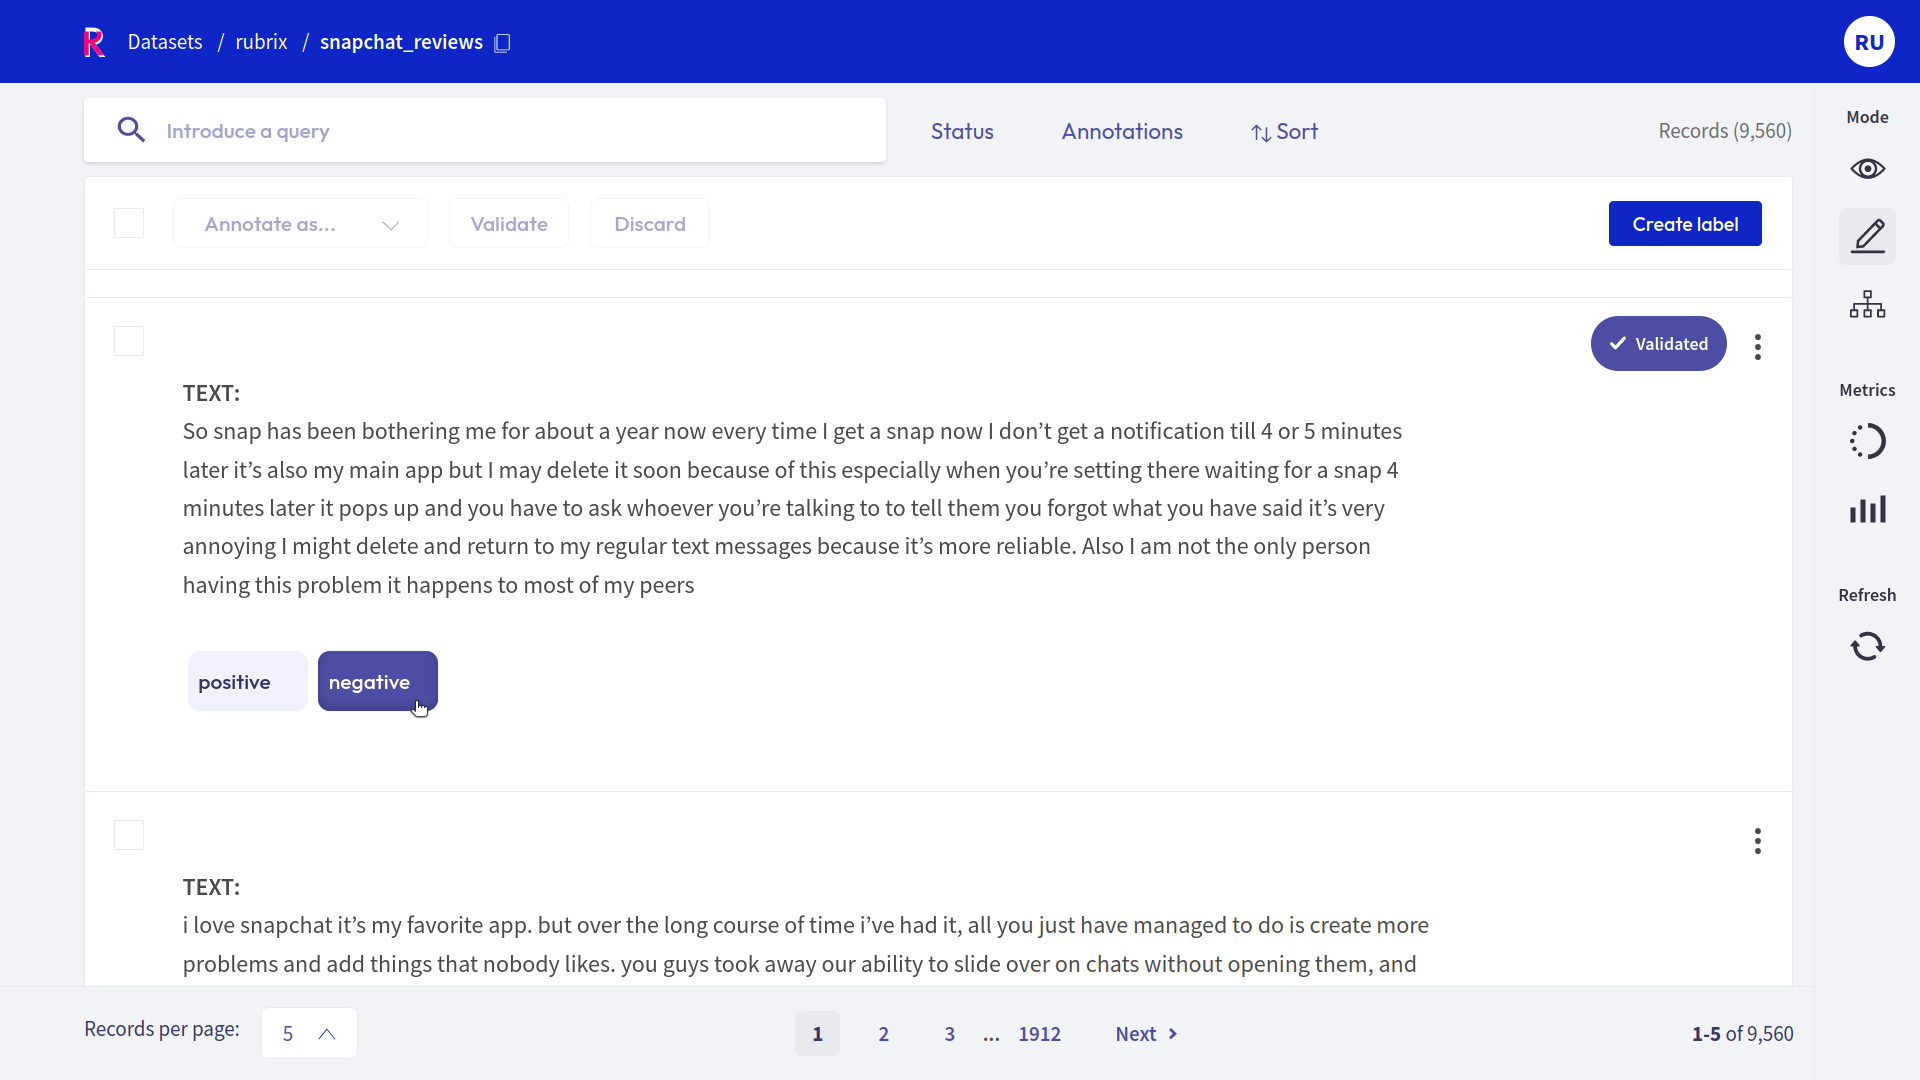 R Datasets / rubrix / snapchat_reviews RU
Introduce a query Status Annotations Sort Records (9,560)
Mode
Annotate as... Validate Discard Create label
Validated
TEXT:
So snap has been bothering me for about a year now every time I get a snap now I don’t get a notification till 4 or 5 minutes
later it’s also my main app but I may delete it soon because of this especially when you’re setting there waiting for a snap 4
minutes later it pops up and you have to ask whoever you’re talking to to tell them you forgot what you have said it’s very
annoying I might delete and return to my regular text messages because it’s more reliable. Also I am not the only person
having this problem it happens to most of my peers
Metrics
Refresh
positive negative
TEXT:
i love snapchat it’s my favorite app. but over the long course of time i’ve had it, all you just have managed to do is create more
problems and add things that nobody likes. you guys took away our ability to slide over on chats without opening them, and
Records per page: 5 1 2 3 ... 1912 Next 1-5 of 9,560